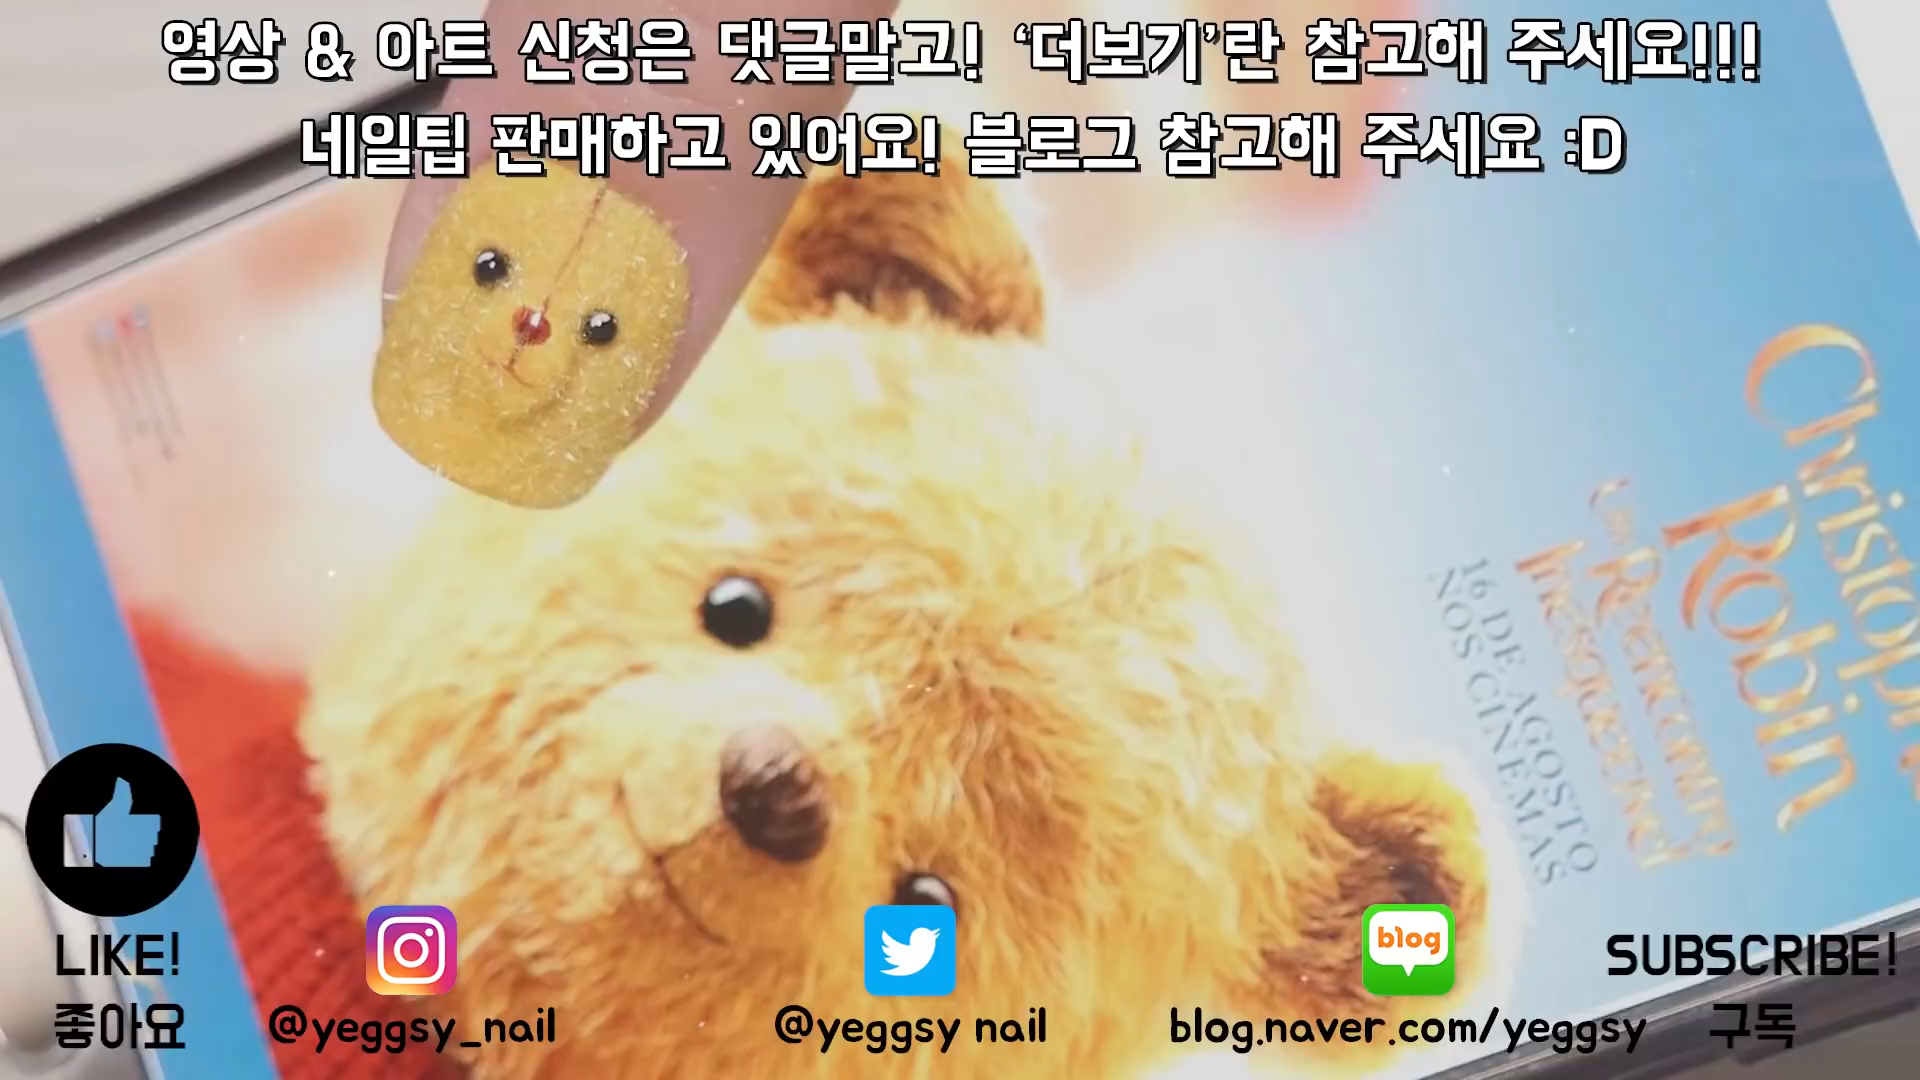 영상 & 아트 신청은 댓글말고! ‘더보기’란 참고해 주세요!!!
네일팁 판매하고 있어요! 블로그 참고해 주세요 :D
Robin
Reencontro
Inesquecível
16 DE AGOSTO
NOS CINEMAS
blog
LIKE!
좋아요
@yeggsy_nail
@yeggsy nail
blog.naver.com/yeggsy
SUBSCRIBE!
구독